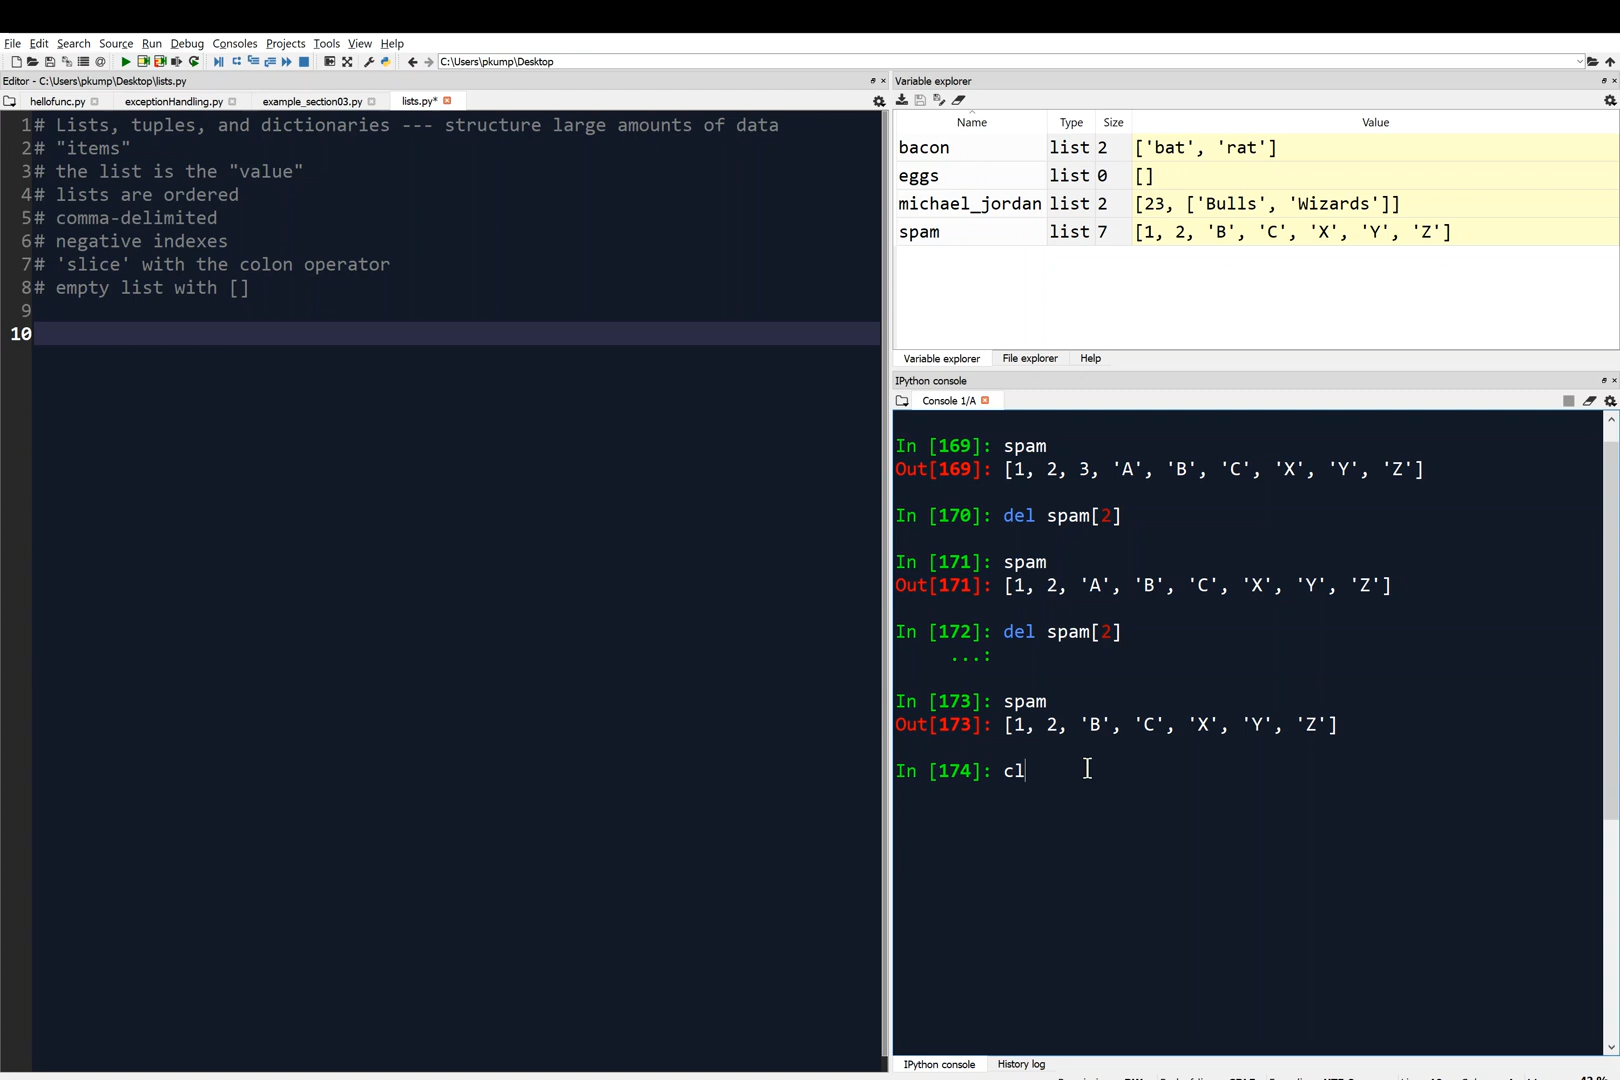 File Edit Search Source Run Debug Consoles Projects Tools View Help
C:\Users\pkump\Desktop
Editor - C:\Users\pkump\Desktop\lists.py
hellofunc.py exceptionHandling.py example_section03.py lists.py*
1 # Lists, tuples, and dictionaries --- structure large amounts of data
2 # "items"
3 # the list is the "value"
4 # lists are ordered
5 # comma-delimited
6 # negative indexes
7 # 'slice' with the colon operator
8 # empty list with []
9
10
Variable explorer
Name Type Size Value
bacon list 2 ['bat', 'rat']
eggs list 0 []
michael_jordan list 2 [23, ['Bulls', 'Wizards']]
spam list 7 [1, 2, 'B', 'C', 'X', 'Y', 'Z']
Variable explorer File explorer Help
IPython console
Console 1/A
In [169]: spam
Out[169]: [1, 2, 3, 'A', 'B', 'C', 'X', 'Y', 'Z']
In [170]: del spam[2]
In [171]: spam
Out[171]: [1, 2, 'A', 'B', 'C', 'X', 'Y', 'Z']
In [172]: del spam[2]
...:
In [173]: spam
Out[173]: [1, 2, 'B', 'C', 'X', 'Y', 'Z']
In [174]: cl
IPython console History log